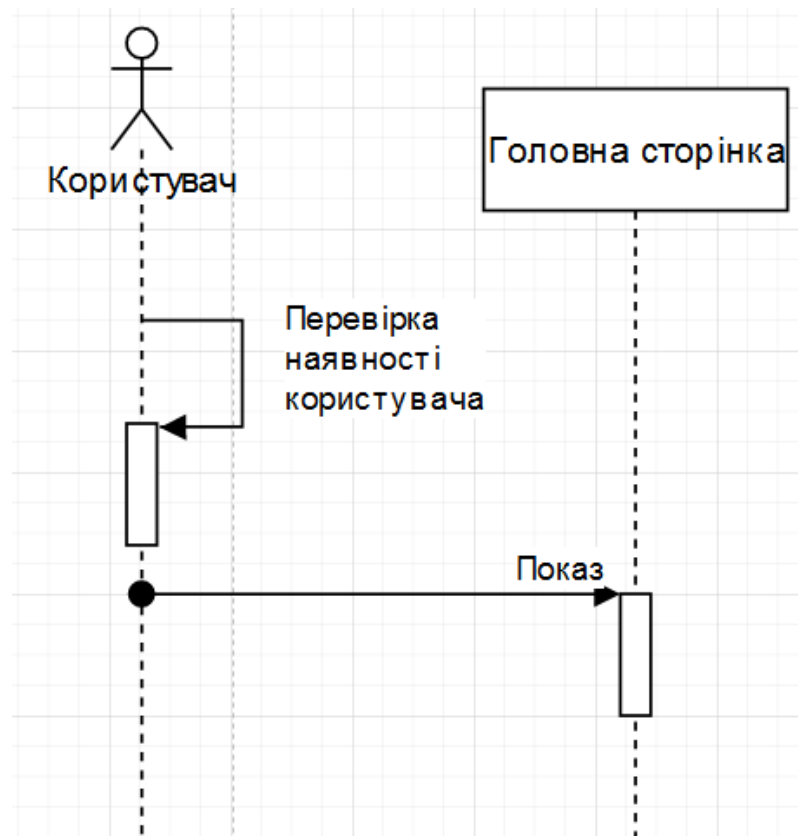 Користувач
Головна сторінка
Перевірка
наявності
користувача
Показ